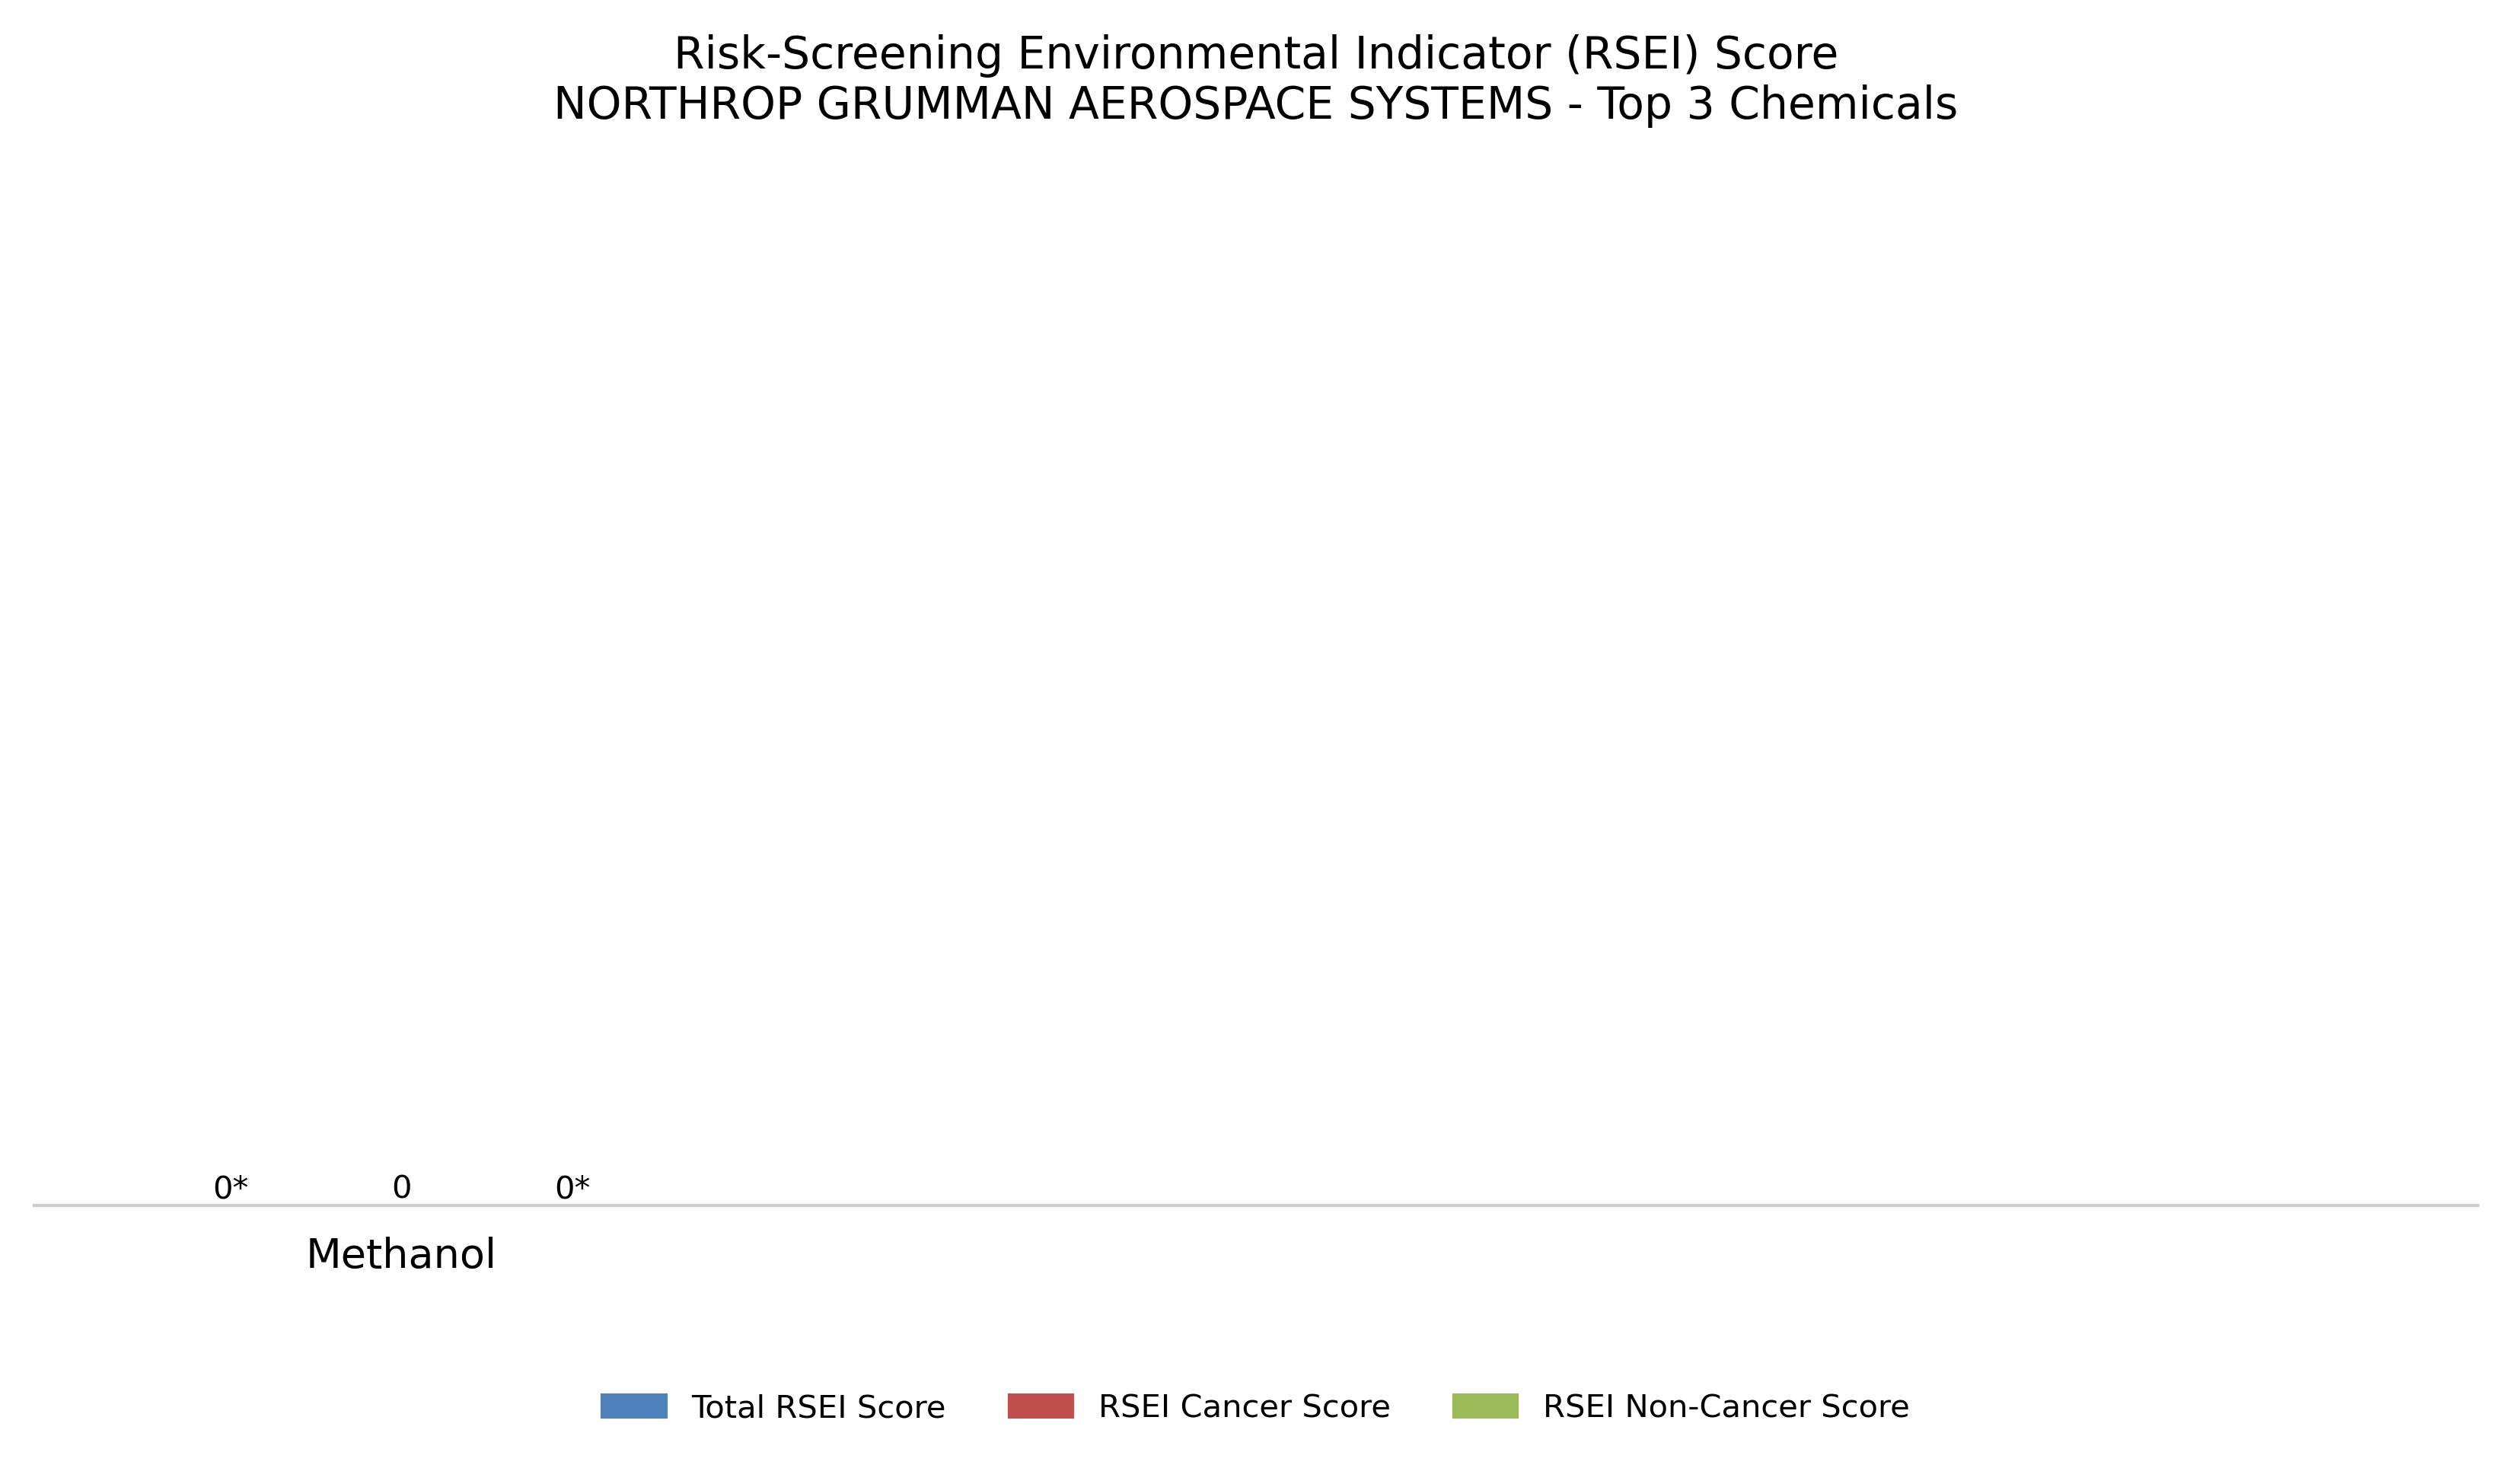 Risk-Screening Environmental Indicator (RSEI) Score
NORTHROP GRUMMAN AEROSPACE SYSTEMS - Top 3 Chemicals
0* 0 0*
Methanol
Total RSEI Score RSEI Cancer Score RSEI Non-Cancer Score